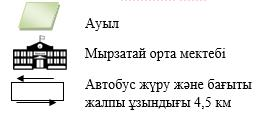 Ауыл
Мырзатай орта мектебі
Автобус жүру және бағыты
жалпы ұзындығы 4,5 км